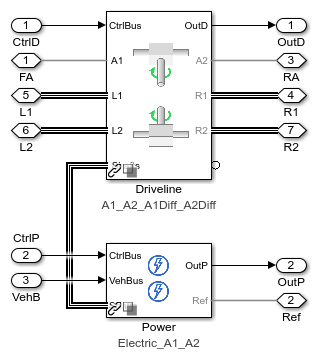 1 CtrlBus OutD 1
CtrlD OutD
1 A1 A2 3
FA RA
5 L1 R1 4
L1 R1
6 L2 R2 7
L2 R2
Driveline
A1_A2_A1Diff_A2Diff
CtrlP
2 CtrlBus
OutP 2
VehBus OutP
3
VehB Ref 2
Ref
Power
Electric_A1_A2